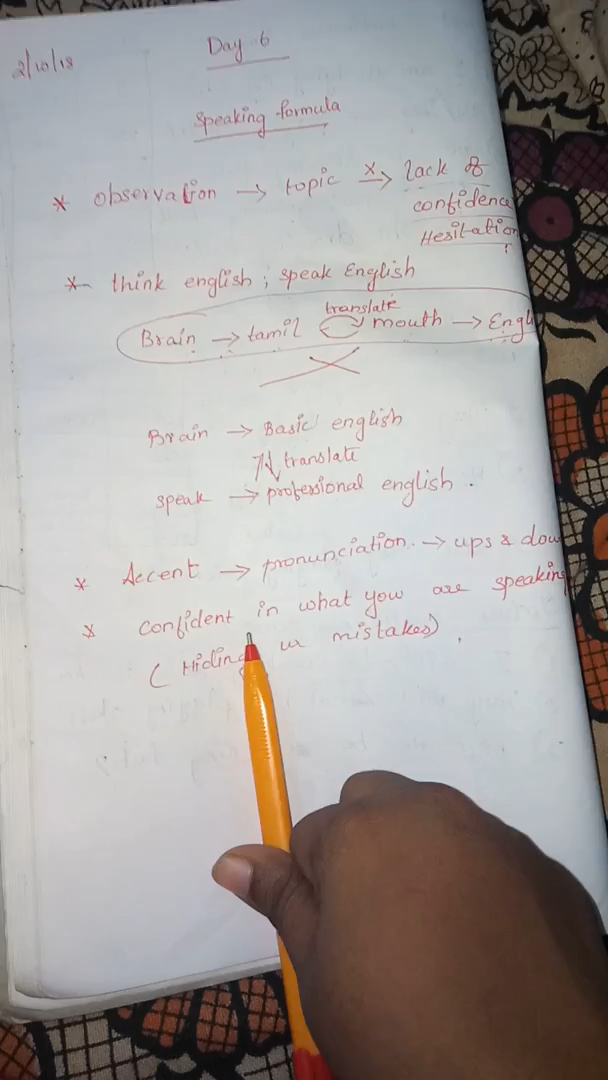 2/10/18
Day 6
Speaking formula
* observation → topic x→ lack of
confidence
Hesitation
* think english ; speak English
translate
Brain → tamil mouth → Engl
Brain → Basic english
translate
speak → professional english .
* Accent → pronunciation. → ups & dow
* confident in what you are speaking
( Hiding ur mistakes) .